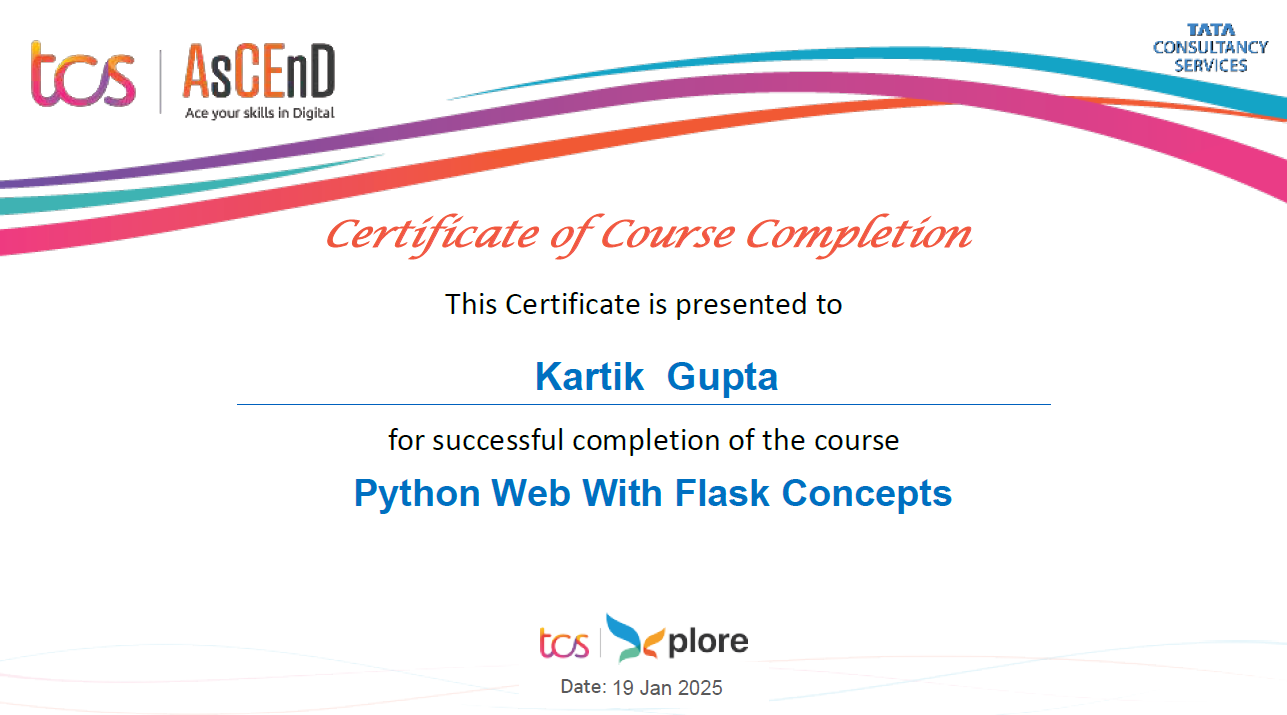 tcs | AsCEnD
Ace your skills in Digital
TATA
CONSULTANCY
SERVICES
Certificate of Course Completion
This Certificate is presented to
Kartik  Gupta
for successful completion of the course
Python Web With Flask Concepts
tcs | Xplore
Date: 19 Jan 2025